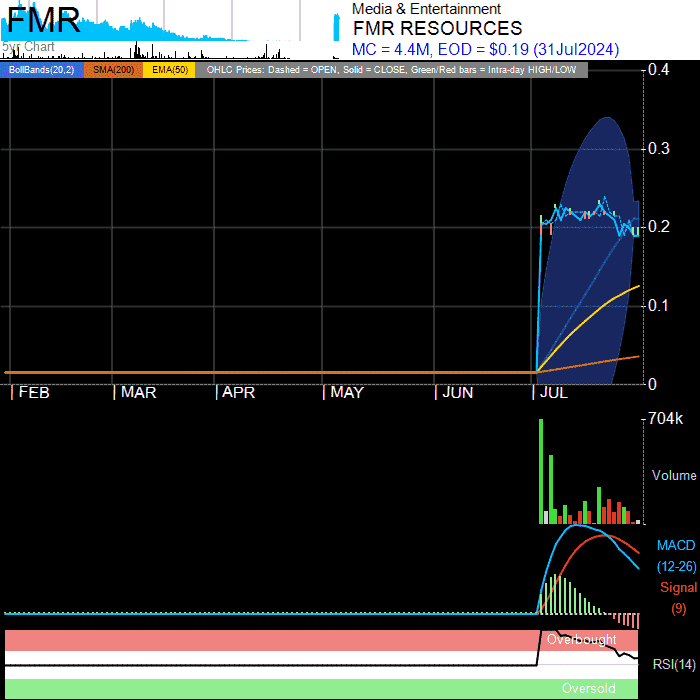 FMR
5yr Chart
Media & Entertainment
FMR RESOURCES
MC = 4.4M, EOD = $0.19 (31Jul2024)
BollBands(20,2) SMA(200) EMA(50) OHLC Prices: Dashed = OPEN, Solid = CLOSE, Green/Red bars = Intra-day HIGH/LOW
0.4
0.3
0.2
0.1
0
FEB MAR APR MAY JUN JUL
704k
Volume
MACD
(12-26)
Signal
(9)
Overbought
RSI(14)
Oversold